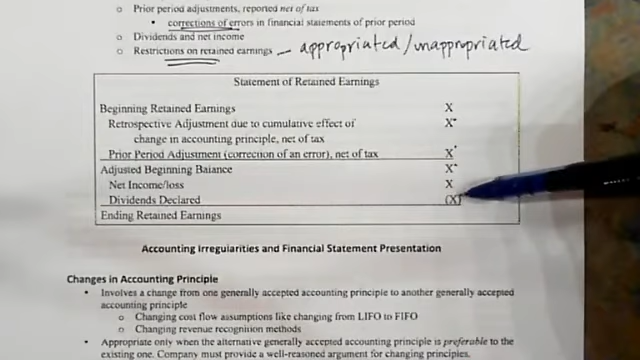 o Prior period adjustments, reported net of tax
▪ corrections of errors in financial statements of prior period
o Dividends and net income
o Restrictions on retained earnings – appropriated/unappropriated
Statement of Retained Earnings
Beginning Retained Earnings X
Retrospective Adjustment due to cumulative effect of X
change in accounting principle, net of tax
Prior Period Adjustment (correction of an error), net of tax X
Adjusted Beginning Balance X
Net Income/loss X
Dividends Declared (X)
Ending Retained Earnings
Accounting Irregularities and Financial Statement Presentation
Changes in Accounting Principle
• Involves a change from one generally accepted accounting principle to another generally accepted
accounting principle
o Changing cost flow assumptions like changing from LIFO to FIFO
o Changing revenue recognition methods
• Appropriate only when the alternative generally accepted accounting principle is preferable to the
existing one. Company must provide a well-reasoned argument for changing principles.